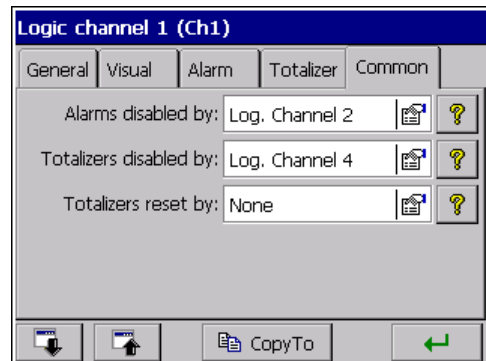 Logic channel 1 (Ch1)
General Visual Alarm Totalizer Common
Alarms disabled by: Log. Channel 2 ?
Totalizers disabled by: Log. Channel 4 ?
Totalizers reset by: None ?
CopyTo